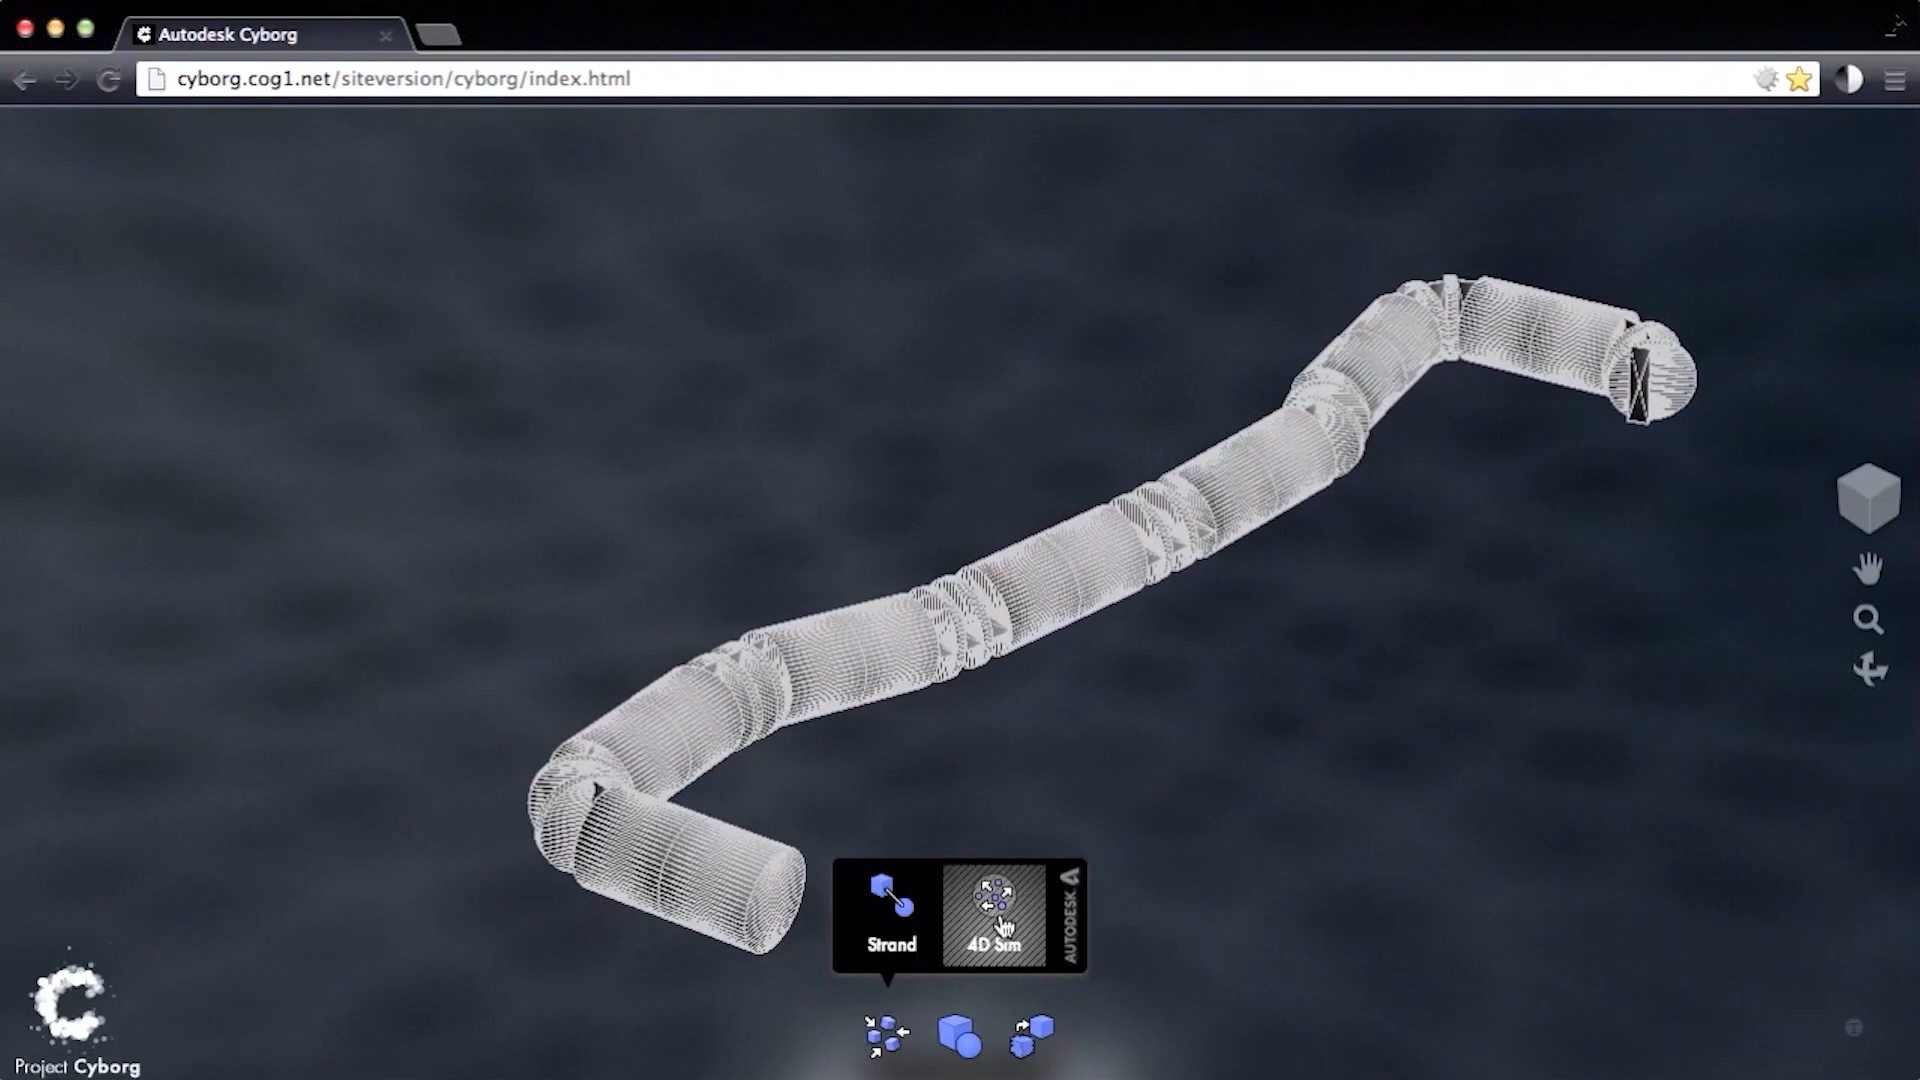 Autodesk Cyborg
cyborg.cog1.net/siteversion/cyborg/index.html
Strand
4D Sim
AUTODESK
Project Cyborg